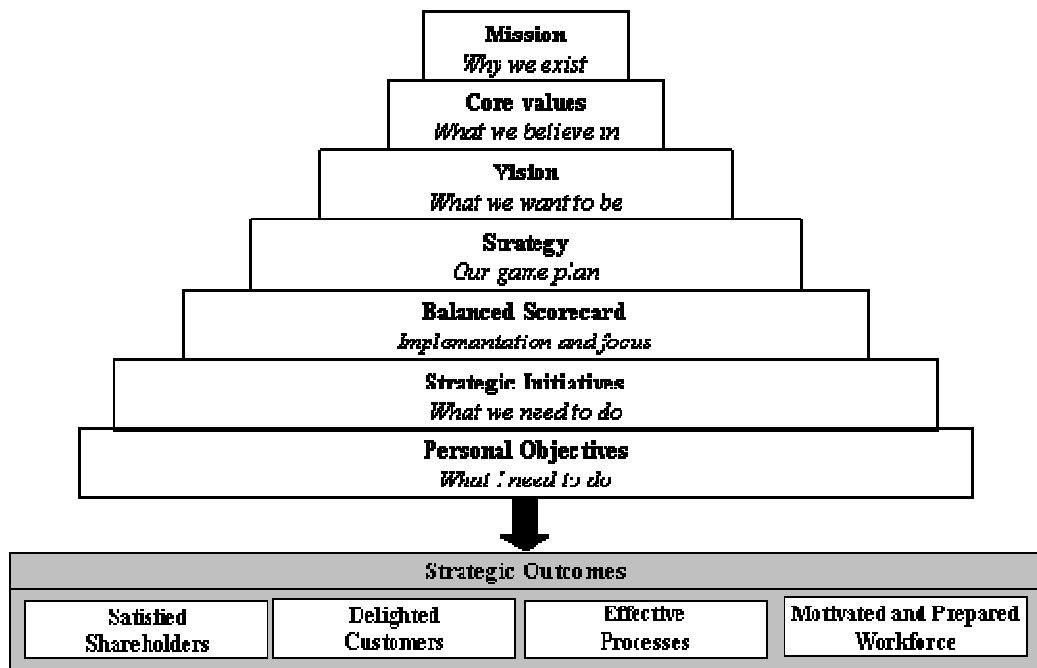 Mission
Why we exist
Core values
What we believe in
Vision
What we want to be
Strategy
Our game plan
Balanced Scorecard
Implamantation and focus
Strategic Initiatives
What we need to do
Personal Objectives
What I need to do
Strategic Outcomes
Satisfied
Shareholders
Delighted
Customers
Effective
Processes
Motivated and Prepared
Workforce